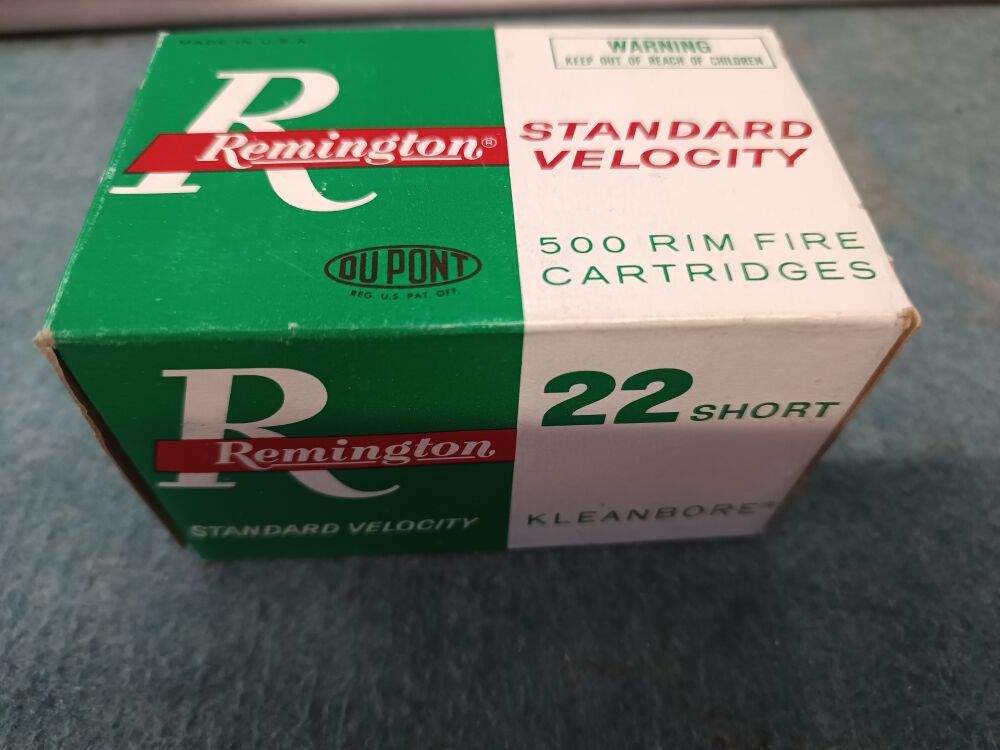 MADE IN U.S.A.
R
Remington®
DU PONT
REG. U.S. PAT. OFF.
WARNING
KEEP OUT OF REACH OF CHILDREN
STANDARD
VELOCITY
500 RIM FIRE
CARTRIDGES
R
Remington
STANDARD VELOCITY
22 SHORT
KLEANBORE®